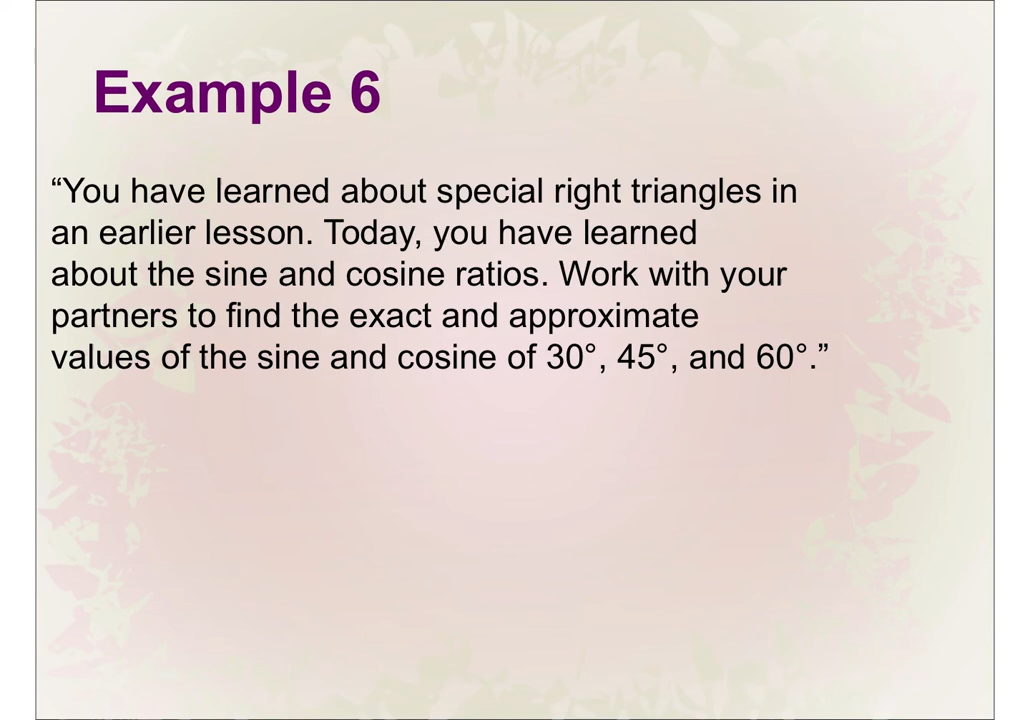 Example 6
“You have learned about special right triangles in
an earlier lesson. Today, you have learned
about the sine and cosine ratios. Work with your
partners to find the exact and approximate
values of the sine and cosine of 30°, 45°, and 60°.”